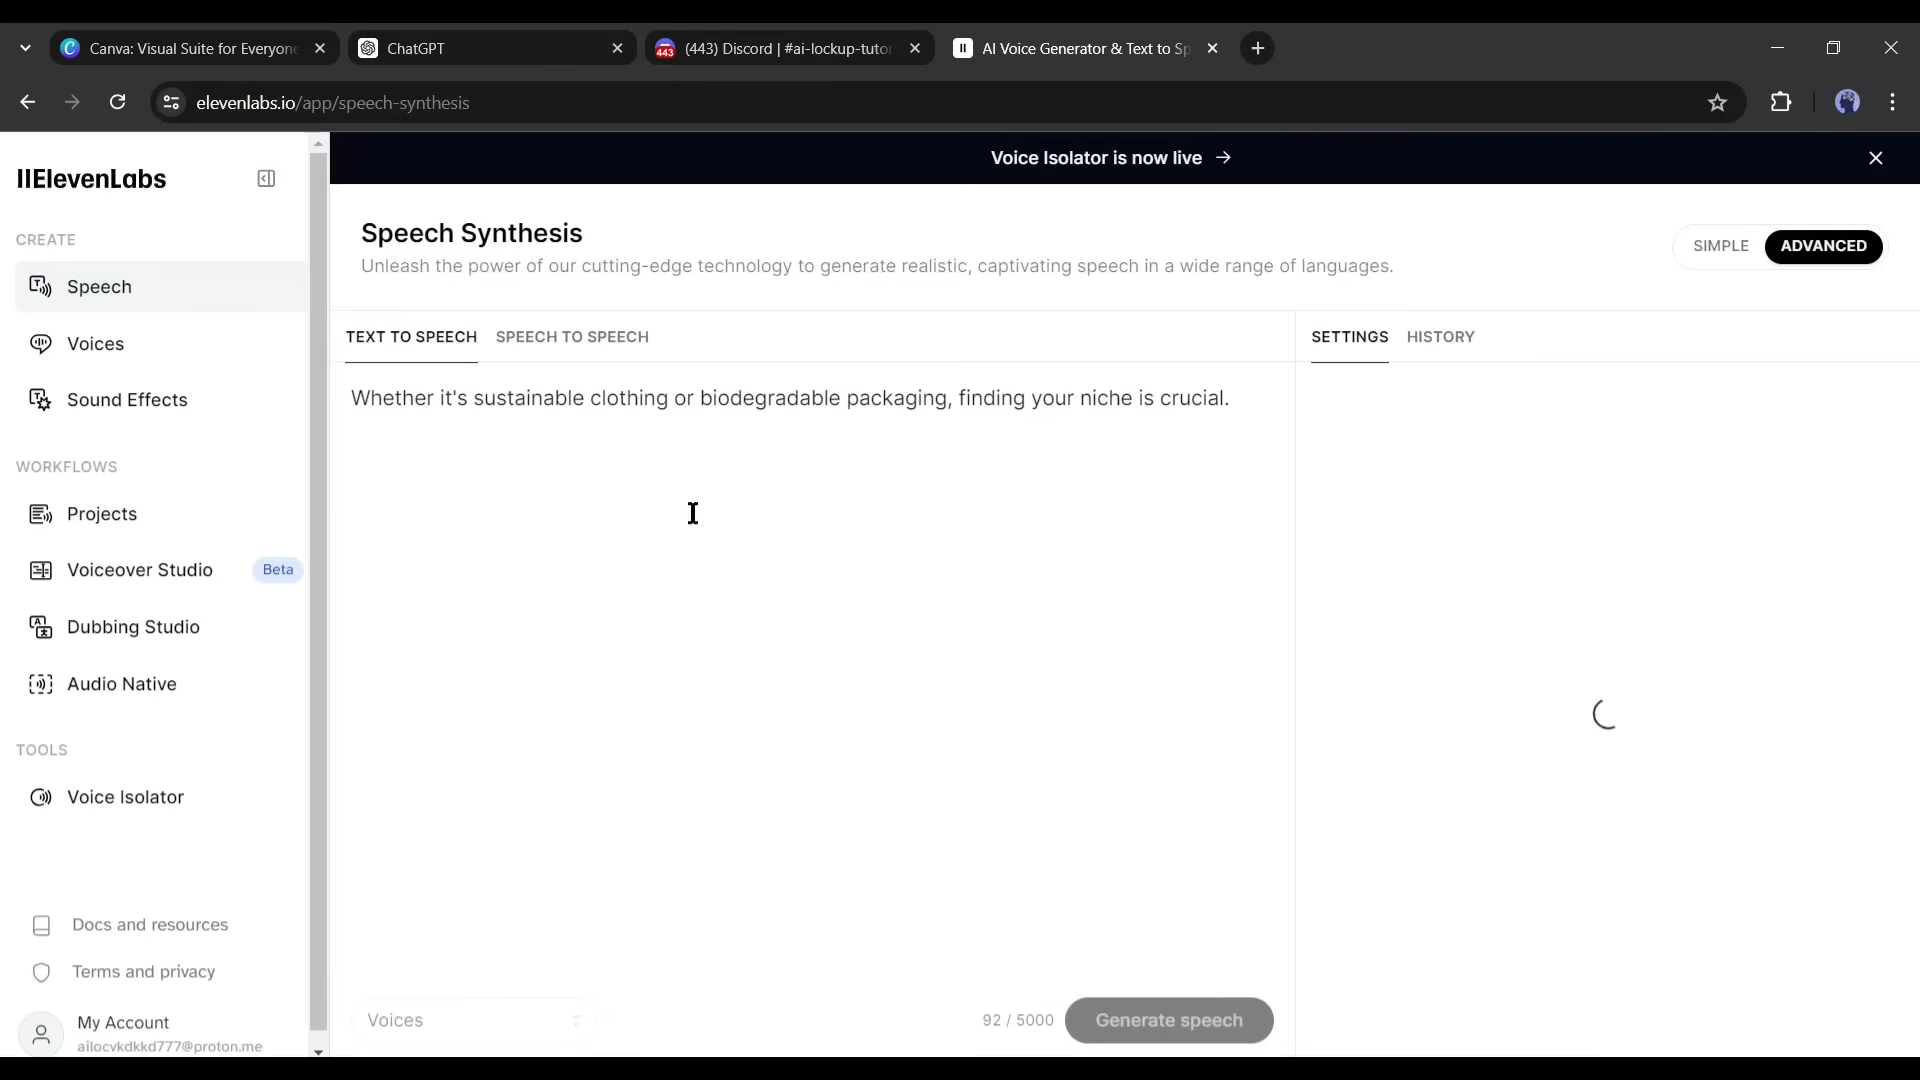 Canva: Visual Suite for Everyone
ChatGPT
443
(443) Discord | #ai-lockup-tuto
AI Voice Generator & Text to Sp
elevenlabs.io/app/speech-synthesis
IIElevenLabs
Voice Isolator is now live →
CREATE
Speech
Voices
Sound Effects
WORKFLOWS
Projects
Voiceover Studio
Beta
Dubbing Studio
Audio Native
TOOLS
Voice Isolator
Docs and resources
Terms and privacy
My Account
ailocvkdkkd777@proton.me
Speech Synthesis
Unleash the power of our cutting-edge technology to generate realistic, captivating speech in a wide range of languages.
SIMPLE
ADVANCED
TEXT TO SPEECH
SPEECH TO SPEECH
SETTINGS
HISTORY
Whether it's sustainable clothing or biodegradable packaging, finding your niche is crucial.
Voices
92 / 5000
Generate speech